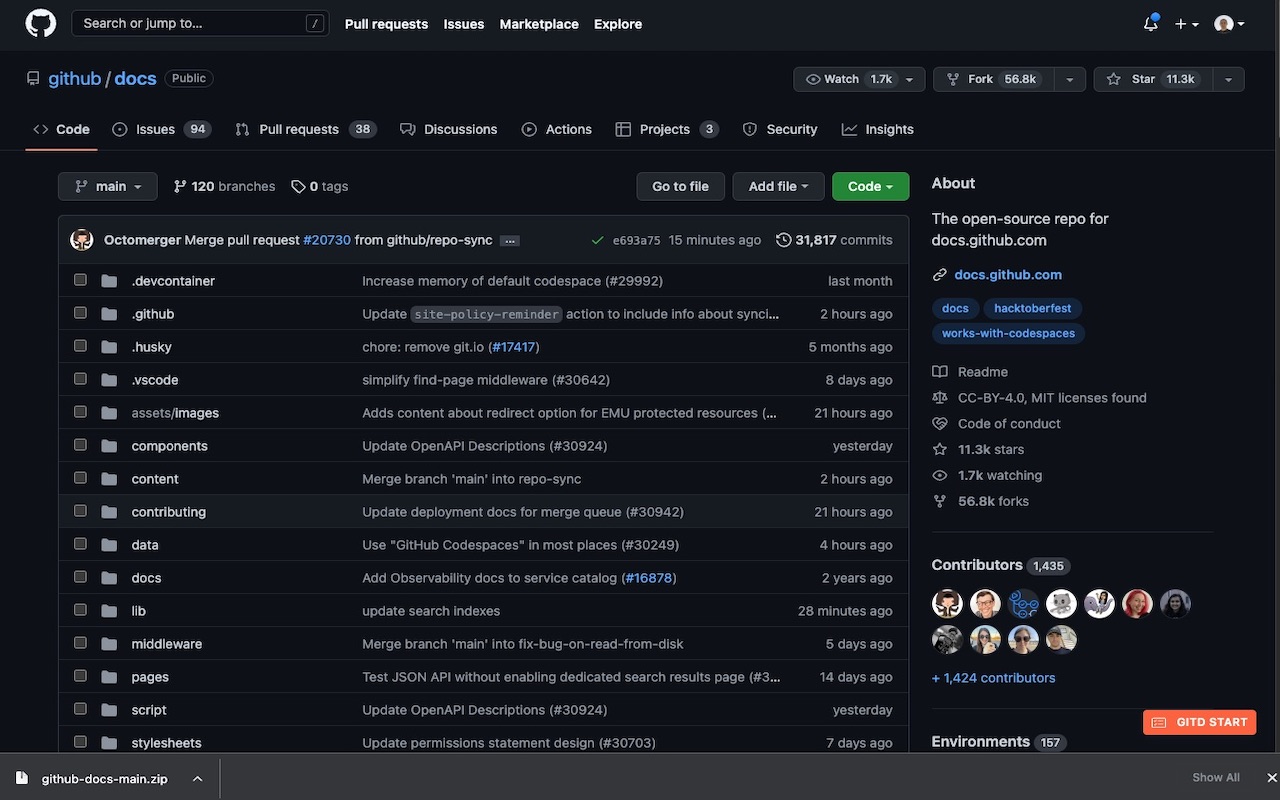 Search or jump to... / Pull requests Issues Marketplace Explore
github / docs Public Watch 1.7k Fork 56.8k Star 11.3k
Code Issues 94 Pull requests 38 Discussions Actions Projects 3 Security Insights
main 120 branches 0 tags Go to file Add file Code
Octomerger Merge pull request #20730 from github/repo-sync ... e693a75 15 minutes ago 31,817 commits
.devcontainer Increase memory of default codespace (#29992) last month
.github Update site-policy-reminder action to include info about synci... 2 hours ago
.husky chore: remove git.io (#17417) 5 months ago
.vscode simplify find-page middleware (#30642) 8 days ago
assets/images Adds content about redirect option for EMU protected resources (... 21 hours ago
components Update OpenAPI Descriptions (#30924) yesterday
content Merge branch 'main' into repo-sync 2 hours ago
contributing Update deployment docs for merge queue (#30942) 21 hours ago
data Use "GitHub Codespaces" in most places (#30249) 4 hours ago
docs Add Observability docs to service catalog (#16878) 2 years ago
lib update search indexes 28 minutes ago
middleware Merge branch 'main' into fix-bug-on-read-from-disk 5 days ago
pages Test JSON API without enabling dedicated search results page (#3... 14 days ago
script Update OpenAPI Descriptions (#30924) yesterday
stylesheets Update permissions statement design (#30703) 7 days ago
About
The open-source repo for
docs.github.com
docs.github.com
docs hacktoberfest
works-with-codespaces
Readme
CC-BY-4.0, MIT licenses found
Code of conduct
11.3k stars
1.7k watching
56.8k forks
Contributors 1,435
+ 1,424 contributors
GITD START
Environments 157
github-docs-main.zip Show All